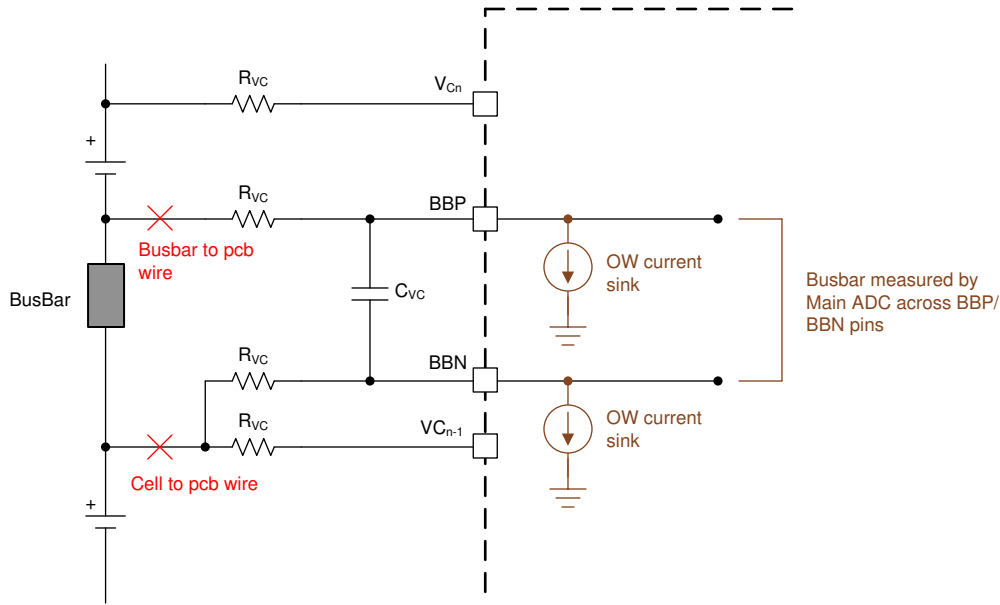 RVC
VCn
+
RVC
BBP
Busbar to pcb
wire
OW current
sink
BusBar
CVC
Busbar measured by
Main ADC across BBP/
BBN pins
RVC
BBN
RVC
VCn-1
OW current
sink
Cell to pcb wire
+